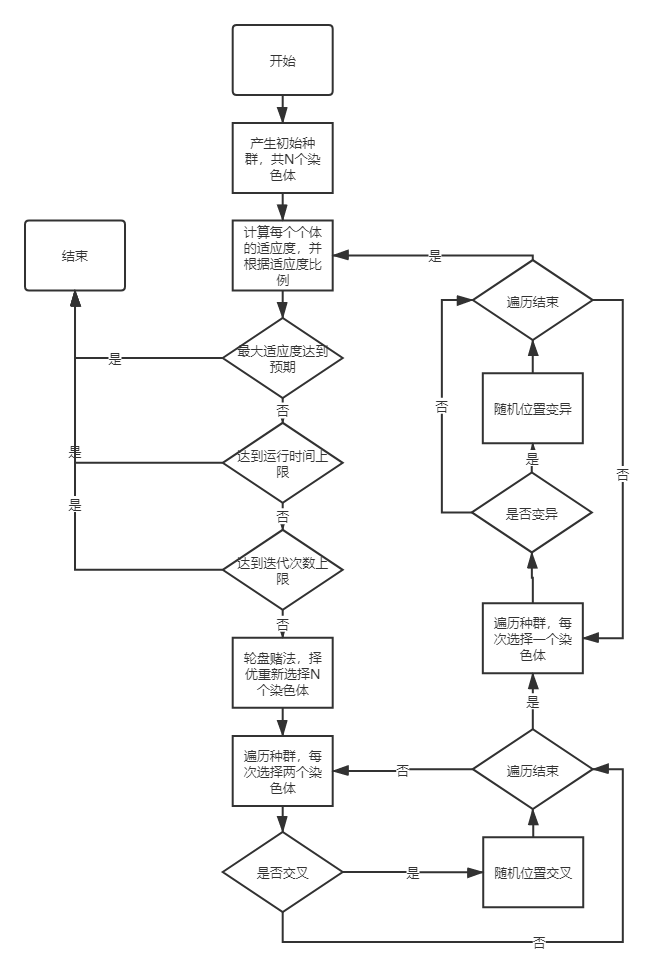 开始
产生初始种
群，共N个染
色体
计算每个个体
的适应度，并
根据适应度比
例
是
结束
遍历结束
最大适应度达到
预期
是
否
否
随机位置变异
是
达到运行时间上
限
是
否
是
否
是否变异
达到迭代次数上
限
否
遍历种群，每
次选择一个染
色体
轮盘赌法，择
优重新选择N
个染色体
是
遍历种群，每
次选择两个染
色体
否
遍历结束
是否交叉
是
随机位置交叉
否